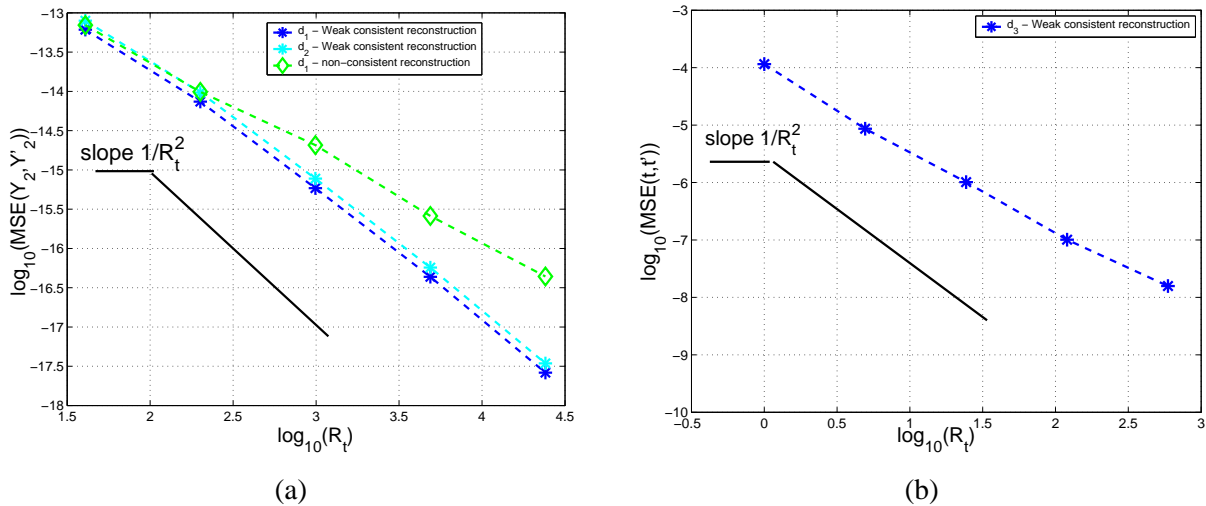 d1 – Weak consistent reconstruction
d2 – Weak consistent reconstruction
d1 – non−consistent reconstruction
slope 1/Rt^2
log10(MSE(Y2,Y'2))
−13
−13.5
−14
−14.5
−15
−15.5
−16
−16.5
−17
−17.5
−18
1.5 2 2.5 3 3.5 4 4.5
log10(Rt)
(a)
d3 – Weak consistent reconstruction
slope 1/Rt^2
log10(MSE(t,t'))
−3
−4
−5
−6
−7
−8
−9
−10
−0.5 0 0.5 1 1.5 2 2.5 3
log10(Rt)
(b)